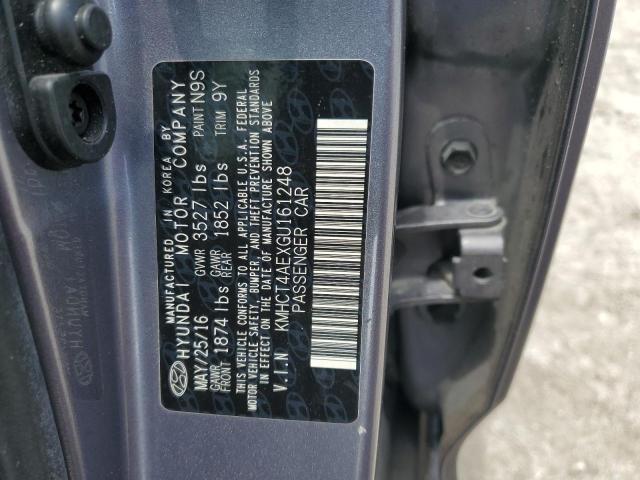 MANUFACTURED IN KOREA BY
HYUNDAI MOTOR COMPANY
MAY/25/16 GVWR 3527 lbs PAINT N9S
GAWR FRONT 1874 lbs GAWR REAR 1852 lbs TRIM 9Y
THIS VEHICLE CONFORMS TO ALL APPLICABLE U.S.A. FEDERAL
MOTOR VEHICLE SAFETY, BUMPER, AND THEFT PREVENTION STANDARDS
IN EFFECT ON THE DATE OF MANUFACTURE SHOWN ABOVE
V.I.N KMHCT4AEXGU161248
PASSENGER CAR